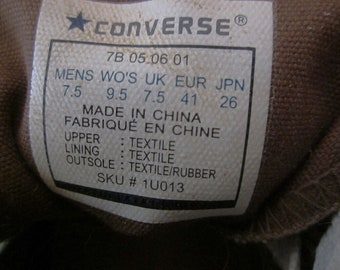 ★CONVERSE®
7B 05.06 01
MENS WO'S UK EUR JPN
7.5 9.5 7.5 41 26
MADE IN CHINA
FABRIQUÉ EN CHINE
UPPER : TEXTILE
LINING : TEXTILE
OUTSOLE : TEXTILE/RUBBER
SKU # 1U013